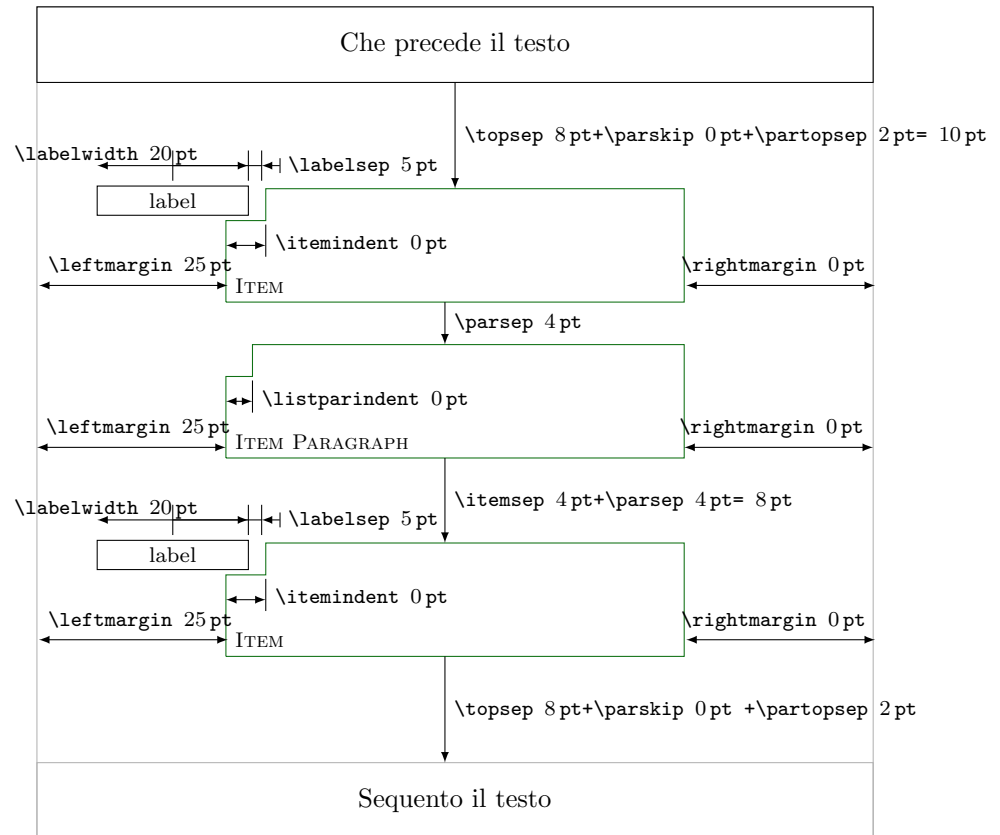 Che precede il testo
\topsep 8 pt+\parskip 0 pt+\partopsep 2 pt= 10 pt
\labelwidth 20 pt
\labelsep 5 pt
label
\itemindent 0 pt
\leftmargin 25 pt
\rightmargin 0 pt
Item
\parsep 4 pt
\listparindent 0 pt
\leftmargin 25 pt
\rightmargin 0 pt
Item Paragraph
\itemsep 4 pt+\parsep 4 pt= 8 pt
\labelwidth 20 pt
\labelsep 5 pt
label
\itemindent 0 pt
\leftmargin 25 pt
\rightmargin 0 pt
Item
\topsep 8 pt+\parskip 0 pt +\partopsep 2 pt
Sequento il testo